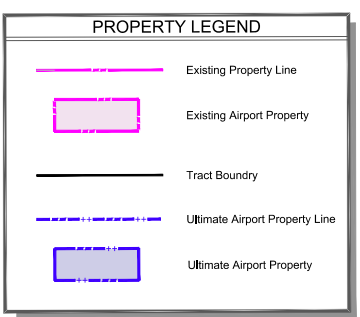 PROPERTY LEGEND
Existing Property Line
Existing Airport Property
Tract Boundry
Ultimate Airport Property Line
Ultimate Airport Property